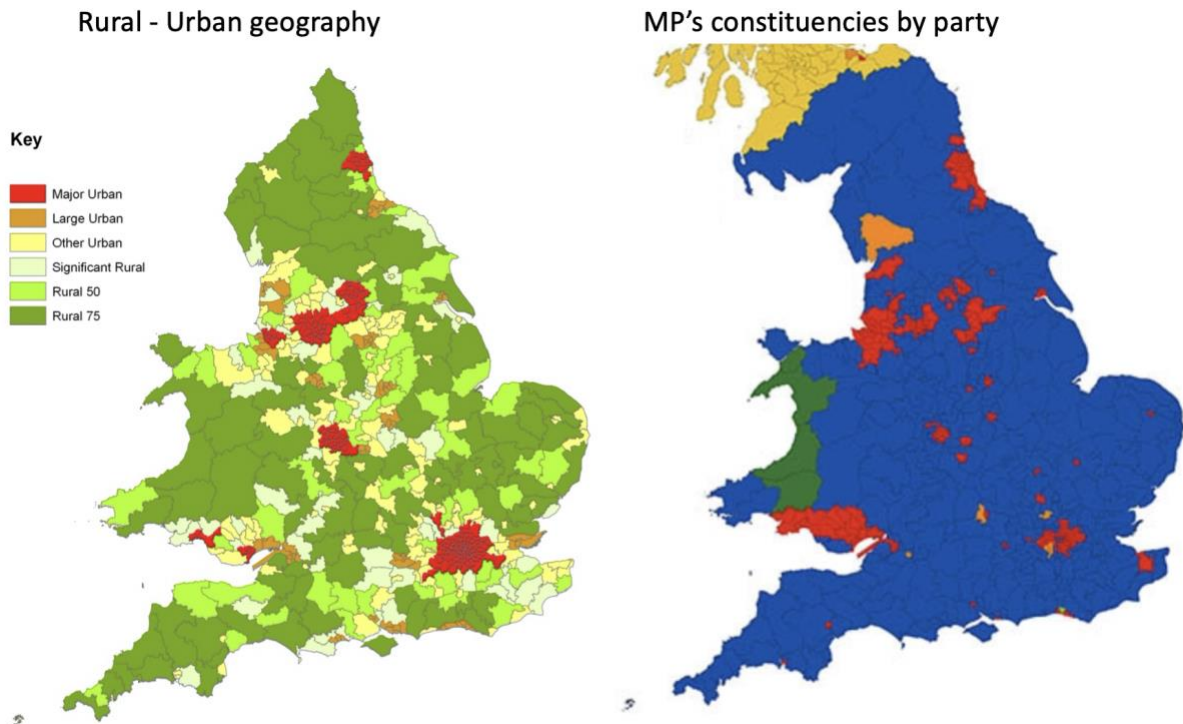 Rural - Urban geography
MP's constituencies by party
Key
Major Urban
Large Urban
Other Urban
Significant Rural
Rural 50
Rural 75